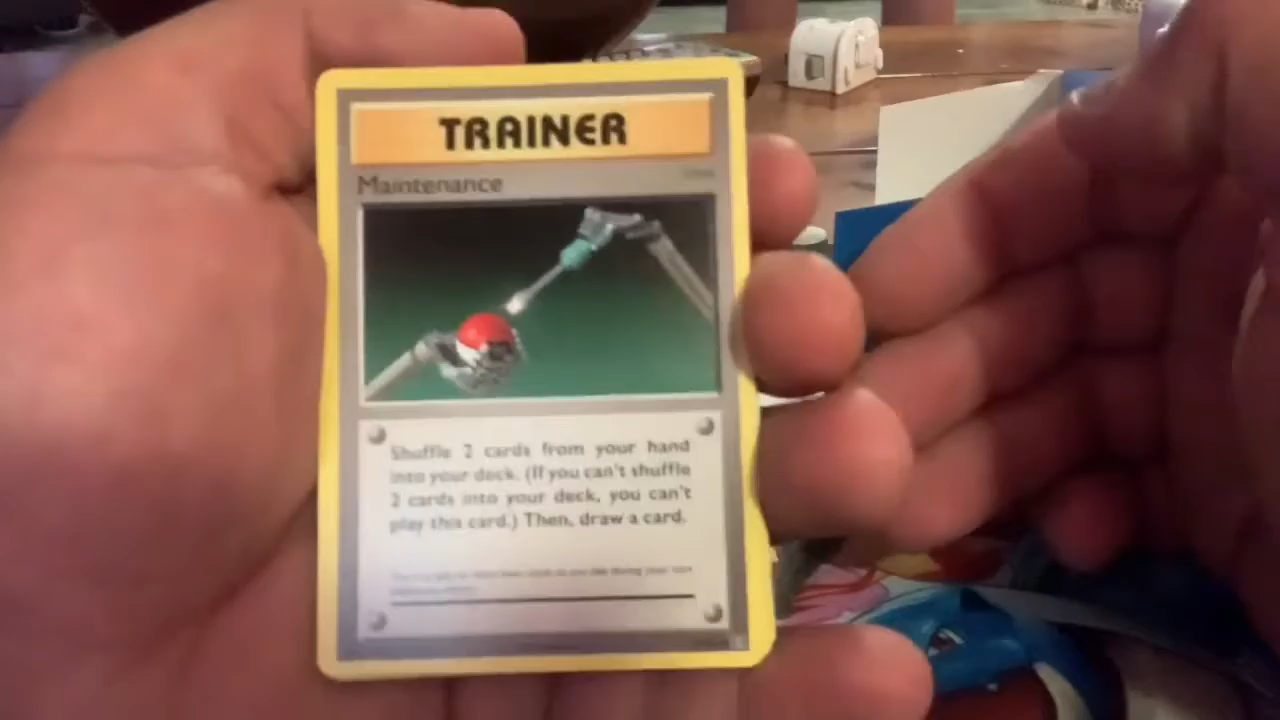 TRAINER
Maintenance
Shuffle 2 cards from your hand
into your deck. (If you can't shuffle
2 cards into your deck, you can't
play this card.) Then, draw a card.